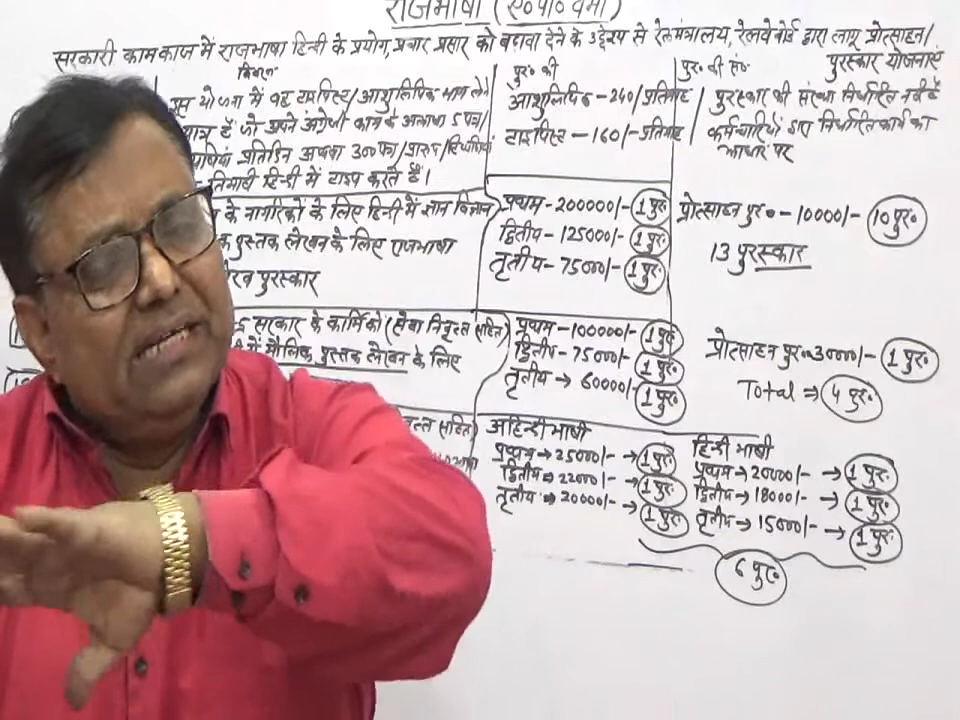 राजभाषा (ए०पी० वर्मा)
सरकारी कामकाज में राजभाषा हिन्दी के प्रयोग, प्रचार प्रसार को बढावा देने के उद्देश्य से रेलमंत्रालय, रेलवे बोर्ड द्वारा लागू प्रोत्साहन/
पुरस्कार योजनाएं
विवरण
पुर० की
पुर० की सं०
इस योजना में वह टाइपिस्ट/आशुलिपिक भाग लेने
आशुलिपिक - 240/ प्रतिमाह
पुरस्कार की संख्या निर्धारित नहीं है
पात्र हैं जो अपने अंग्रेजी काम के अलावा 5 पत्र/
टाइपिस्ट - 160/- प्रतिमाह
कर्मचारियों द्वारा निर्धारित कार्य का
प्रतिदिन अथवा 300 पत्र/प्रारूप/टिप्पणियां
आधार पर
प्रतिमाही हिन्दी में टाइप करते हैं।
के नागरिकों के लिए हिन्दी में ज्ञान विज्ञान
प्रथम - 200000/- 1 पुर०
प्रोत्साहन पुर० - 10000/- 10 पुर०
पुस्तक लेखन के लिए राजभाषा
द्वितीय - 125000/- 1 पुर०
13 पुरस्कार
पुरस्कार
तृतीय - 75000/- 1 पुर०
सरकार के कार्मिकों (सेवा निवृत्त सहित)
प्रथम - 100000/- 1 पुर०
में मौलिक पुस्तक लेखन के लिए
द्वितीय - 75000/- 1 पुर०
प्रोत्साहन पुर० 30000/- 1 पुर०
तृतीय → 60000/- 1 पुर०
Total ⇒ 4 पुर०
सहित)
अहिन्दी भाषी
हिन्दी भाषी
प्रथम → 25000/- → 1 पुर०
प्रथम → 20000/- → 1 पुर०
द्वितीय → 22000/- → 1 पुर०
द्वितीय → 18000/- → 1 पुर०
तृतीय → 20000/- → 1 पुर०
तृतीय → 15000/- → 1 पुर०
6 पुर०